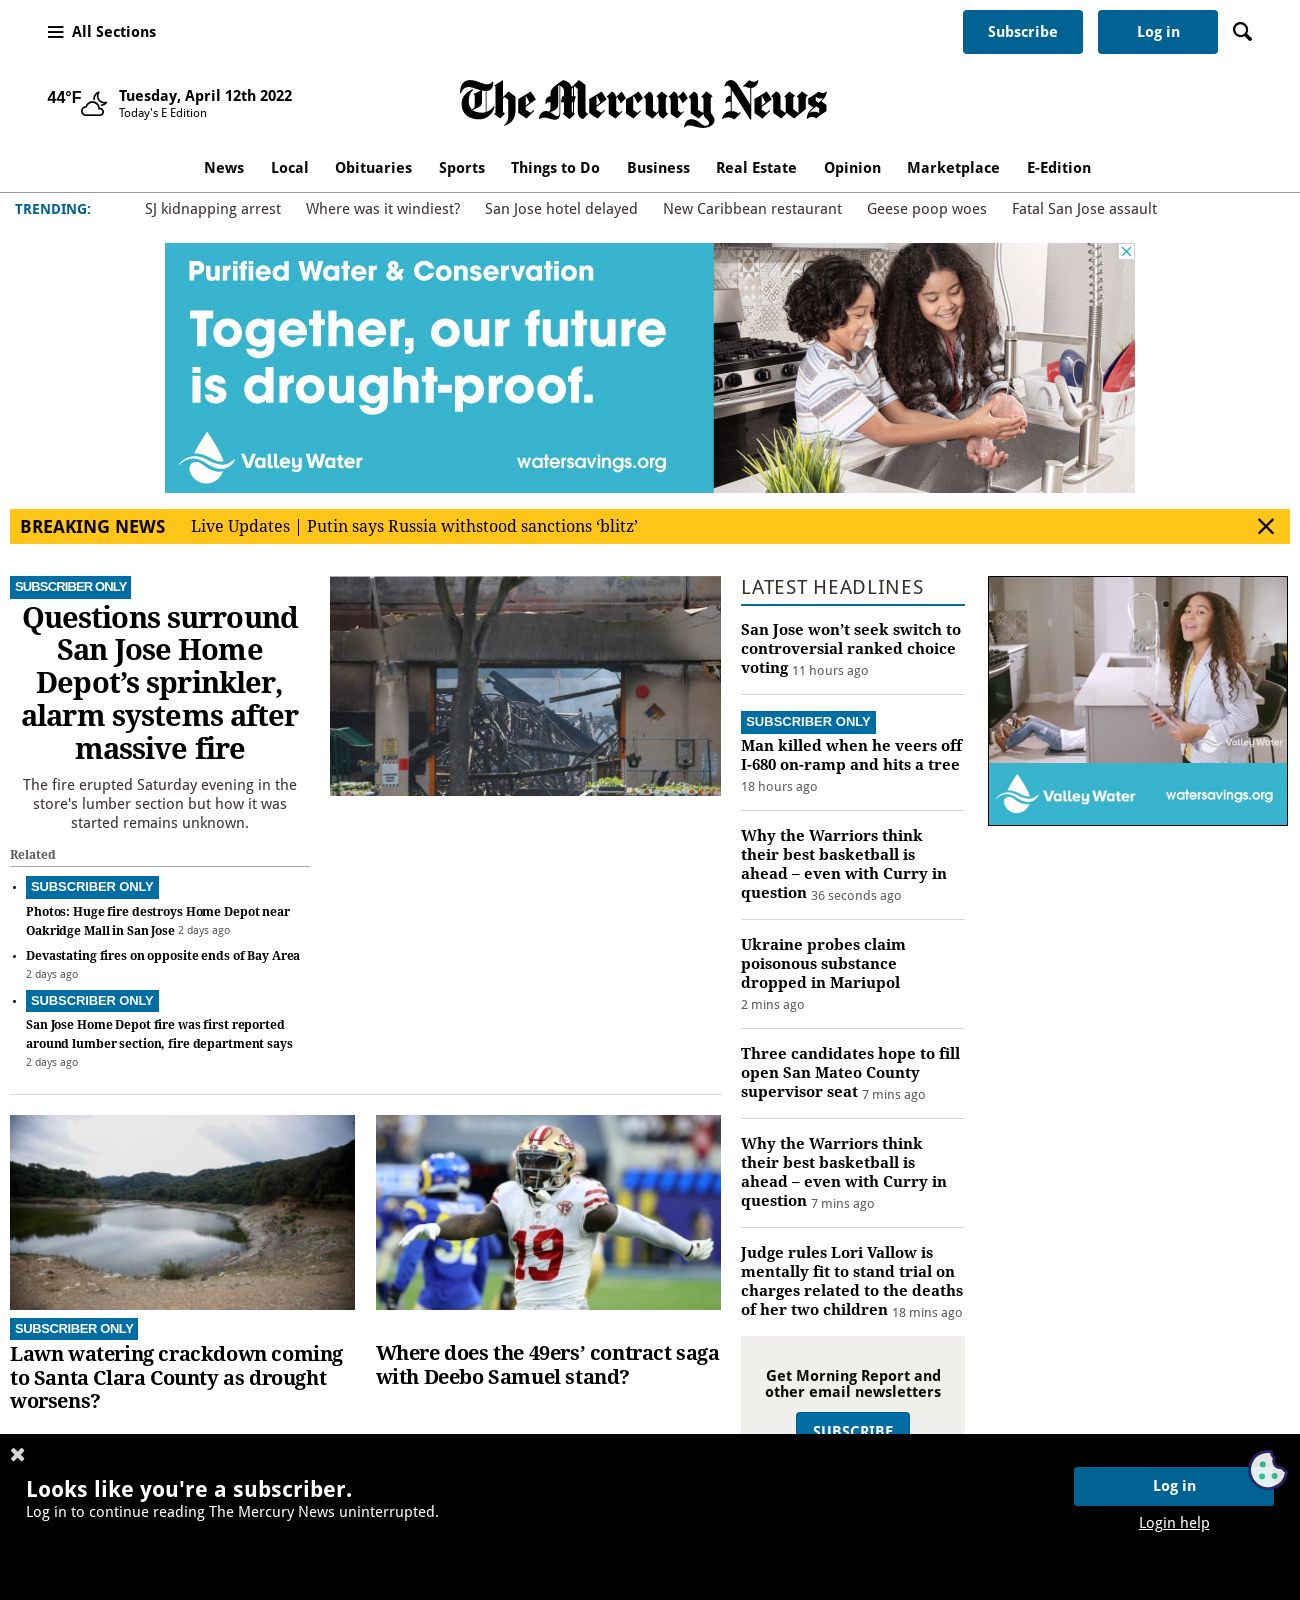 All Sections
Subscribe
Log in
44°F
Tuesday, April 12th 2022
Today's E Edition
The Mercury News
News
Local
Obituaries
Sports
Things to Do
Business
Real Estate
Opinion
Marketplace
E-Edition
TRENDING:
SJ kidnapping arrest
Where was it windiest?
San Jose hotel delayed
New Caribbean restaurant
Geese poop woes
Fatal San Jose assault
Purified Water & Conservation
Together, our future
is drought-proof.
Valley Water
watersavings.org
BREAKING NEWS
Live Updates | Putin says Russia withstood sanctions ‘blitz’
SUBSCRIBER ONLY
Questions surround
San Jose Home
Depot’s sprinkler,
alarm systems after
massive fire
The fire erupted Saturday evening in the
store's lumber section but how it was
started remains unknown.
Related
SUBSCRIBER ONLY
Photos: Huge fire destroys Home Depot near
Oakridge Mall in San Jose 2 days ago
Devastating fires on opposite ends of Bay Area
2 days ago
SUBSCRIBER ONLY
San Jose Home Depot fire was first reported
around lumber section, fire department says
2 days ago
19
SUBSCRIBER ONLY
Lawn watering crackdown coming
to Santa Clara County as drought
worsens?
Where does the 49ers’ contract saga
with Deebo Samuel stand?
LATEST HEADLINES
San Jose won’t seek switch to
controversial ranked choice
voting 11 hours ago
SUBSCRIBER ONLY
Man killed when he veers off
I-680 on-ramp and hits a tree
18 hours ago
Why the Warriors think
their best basketball is
ahead – even with Curry in
question 36 seconds ago
Ukraine probes claim
poisonous substance
dropped in Mariupol
2 mins ago
Three candidates hope to fill
open San Mateo County
supervisor seat 7 mins ago
Why the Warriors think
their best basketball is
ahead – even with Curry in
question 7 mins ago
Judge rules Lori Vallow is
mentally fit to stand trial on
charges related to the deaths
of her two children 18 mins ago
Get Morning Report and
other email newsletters
SUBSCRIBE
Valley Water
Valley Water
watersavings.org
Looks like you're a subscriber.
Log in to continue reading The Mercury News uninterrupted.
Log in
Login help